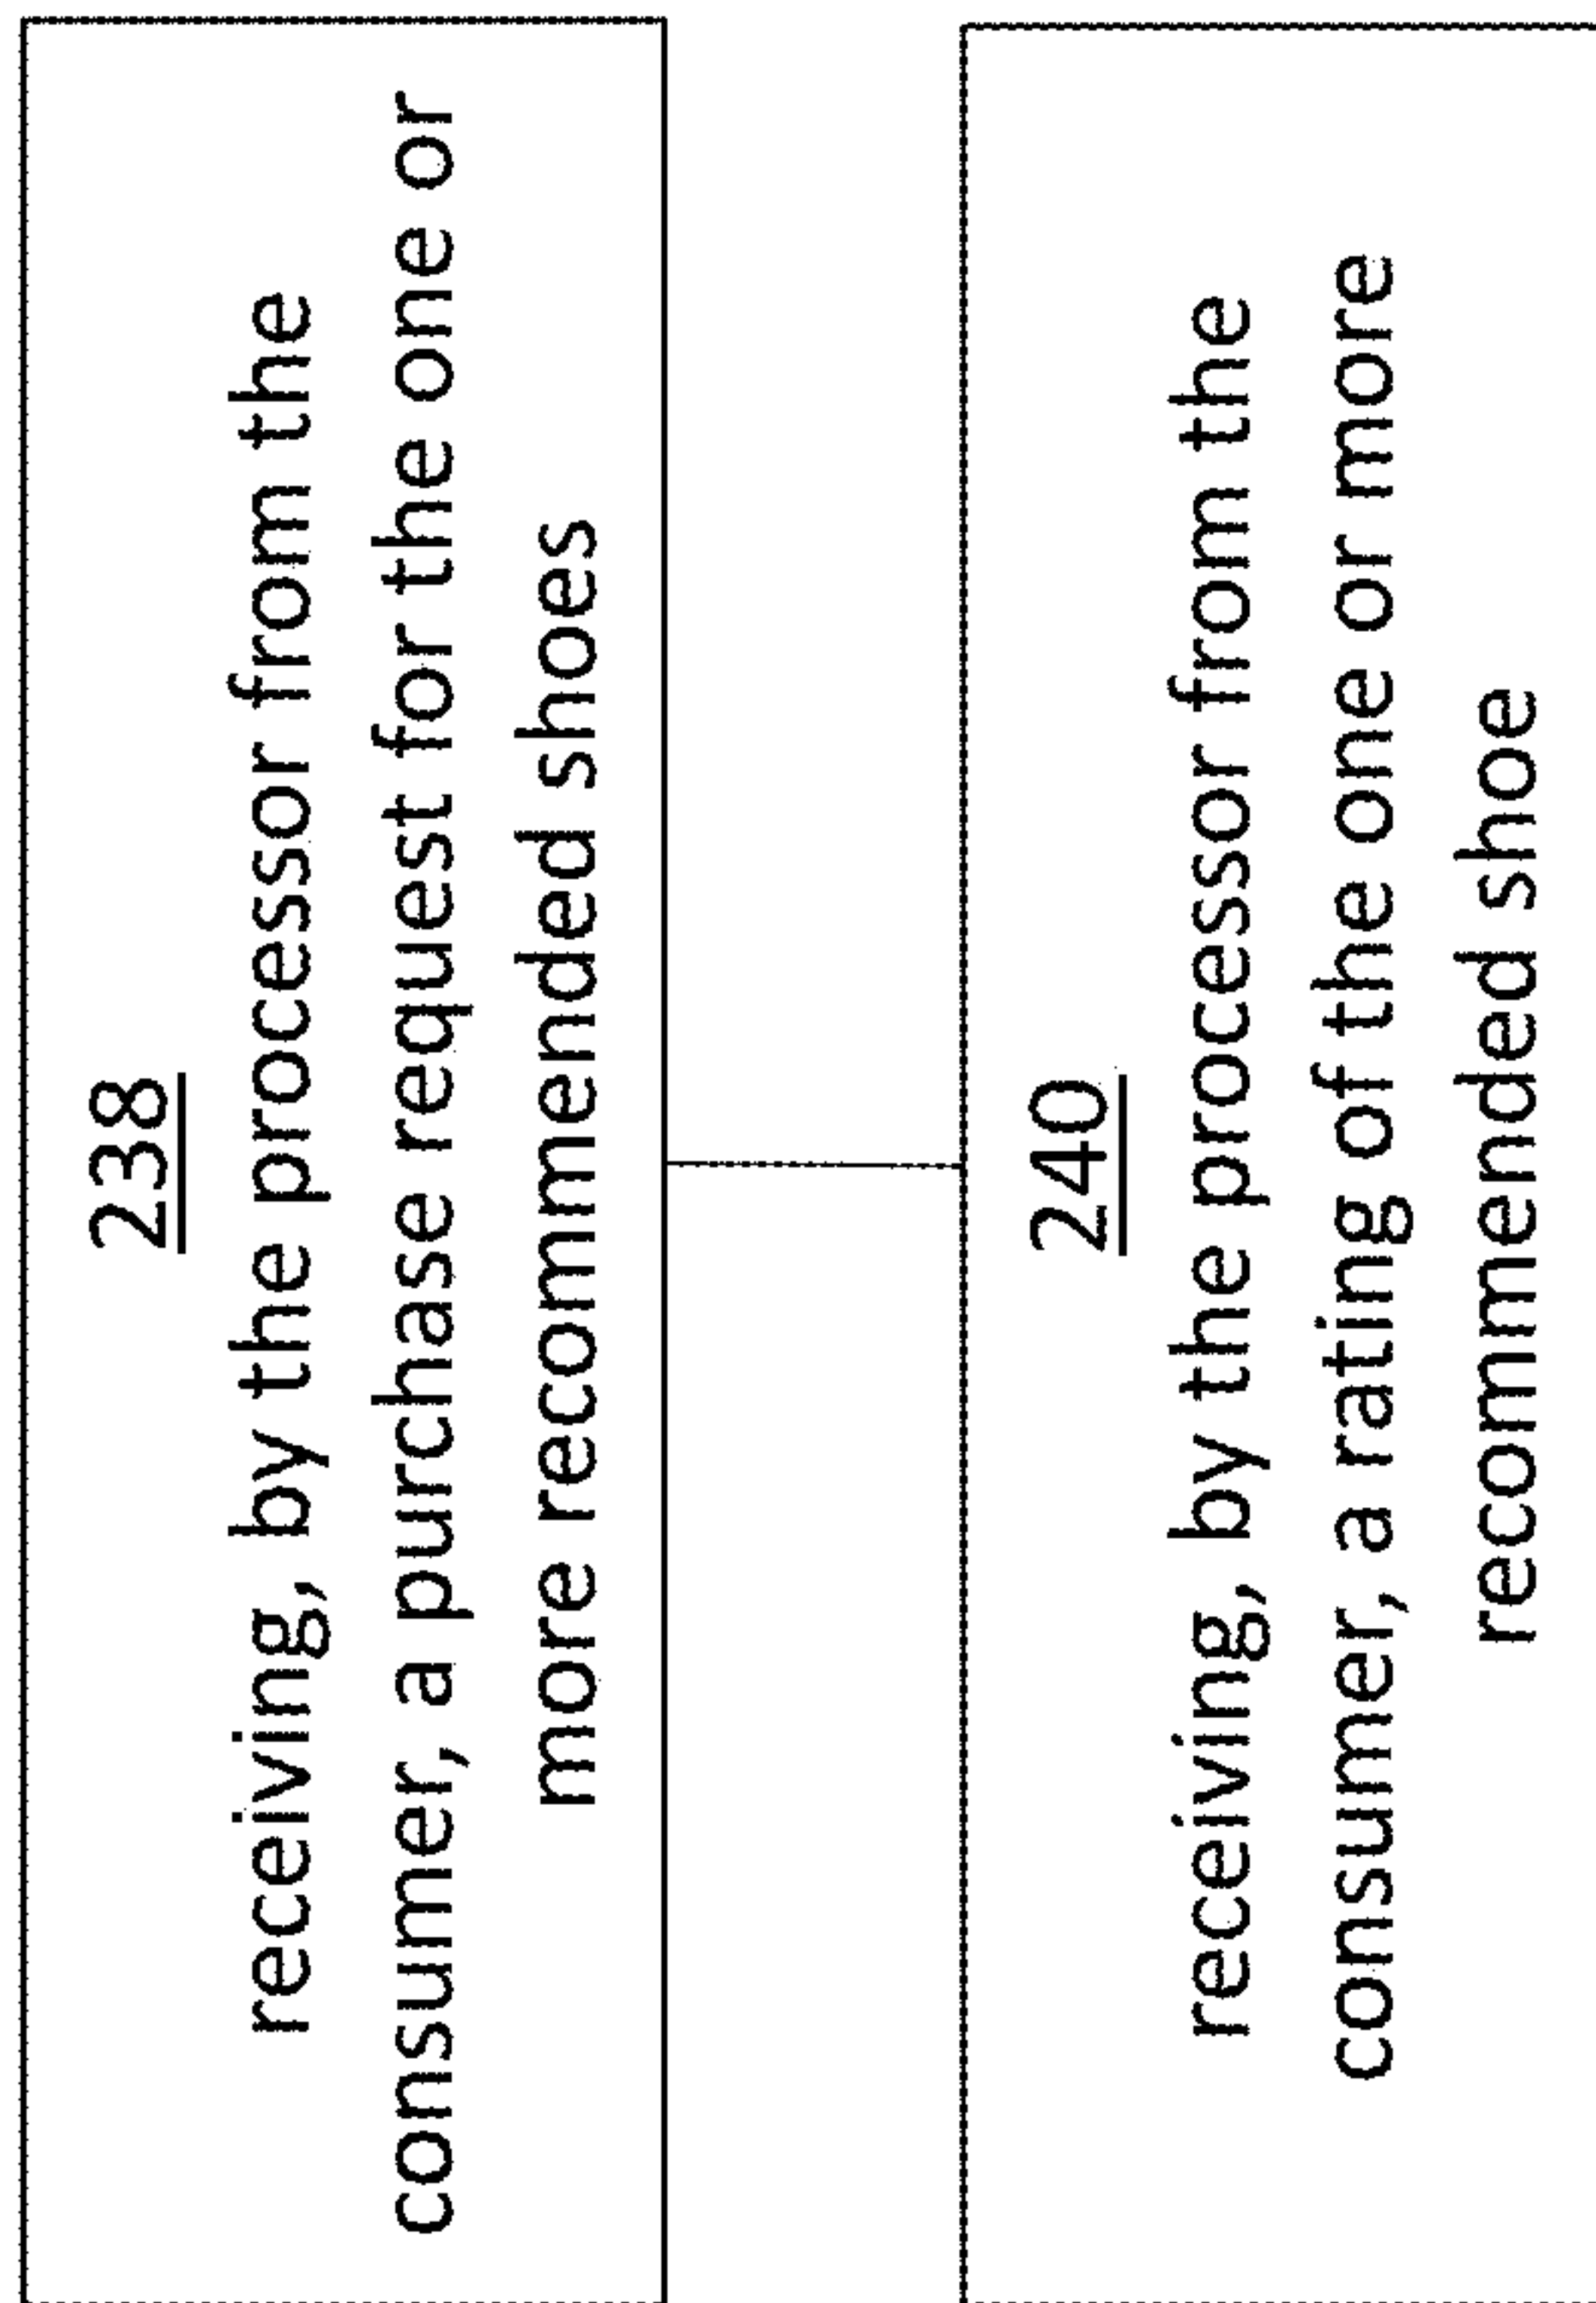 238
receiving, by the processor from the
consumer, a purchase request for the one or
more recommended shoes
240
receiving, by the processor from the
consumer, a rating of the one or more
recommended shoe